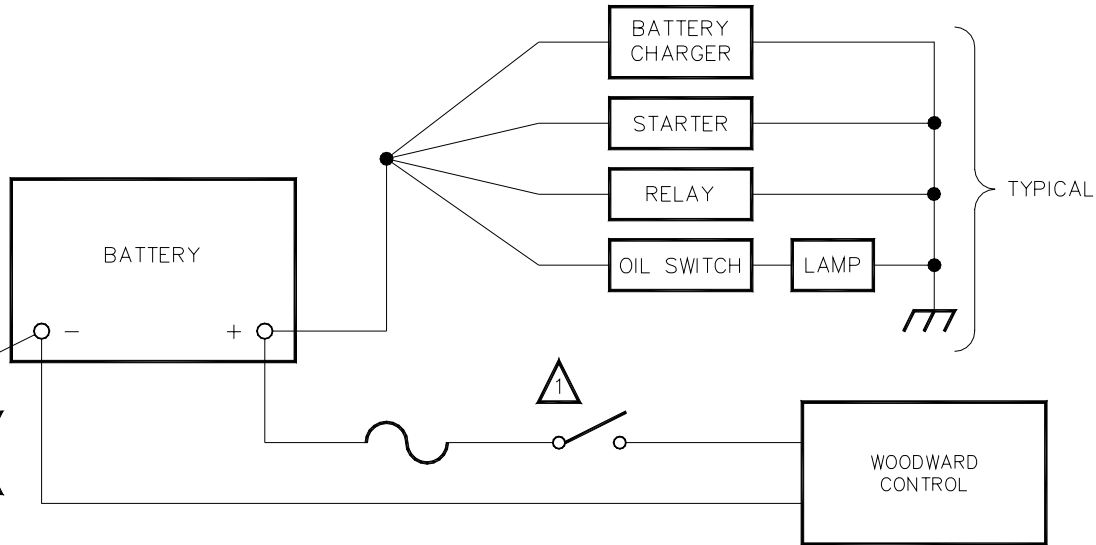 BATTERY
CHARGER
STARTER
RELAY
TYPICAL
OIL SWITCH
LAMP
BATTERY
- +
1
WOODWARD
CONTROL